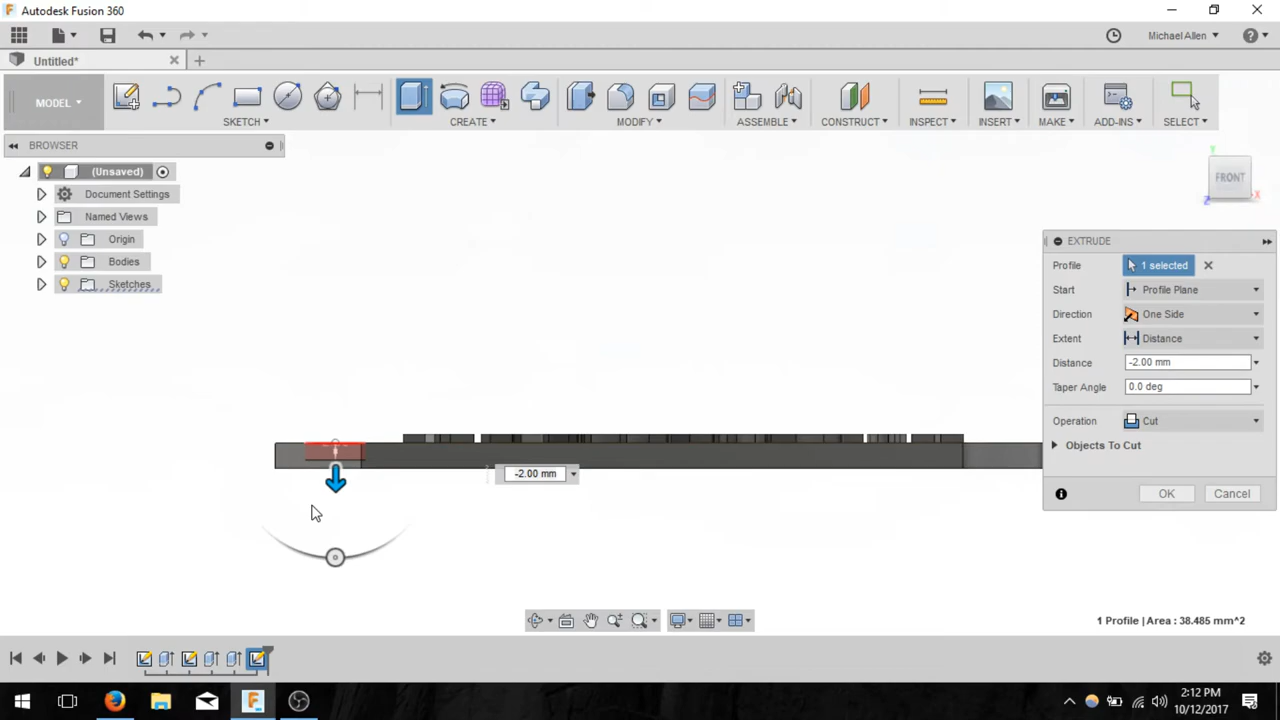 Autodesk Fusion 360
Michael Allen
Untitled*
MODEL
SKETCH
CREATE
MODIFY
ASSEMBLE
CONSTRUCT
INSPECT
INSERT
MAKE
ADD-INS
SELECT
BROWSER
(Unsaved)
Document Settings
Named Views
Origin
Bodies
Sketches
FRONT
Y
Z
X
EXTRUDE
Profile 1 selected
Start Profile Plane
Direction One Side
Extent Distance
Distance -2.00 mm
Taper Angle 0.0 deg
Operation Cut
Objects To Cut
OK Cancel
-2.00 mm
1 Profile | Area : 38.485 mm^2
2:12 PM
10/12/2017